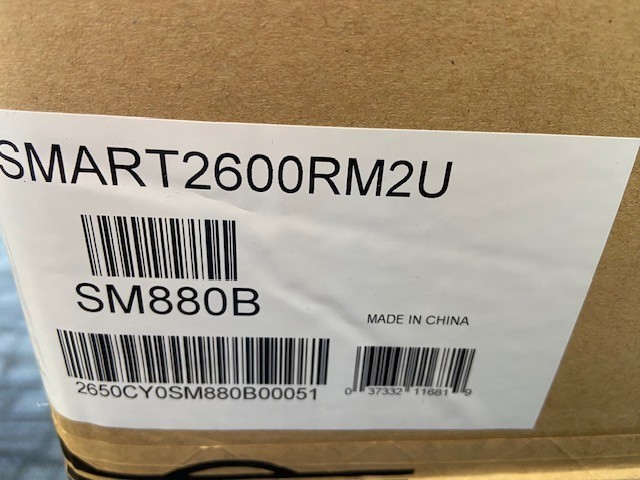 SMART2600RM2U
SM880B
MADE IN CHINA
2650CY0SM880B00051
0 37332 11681 9